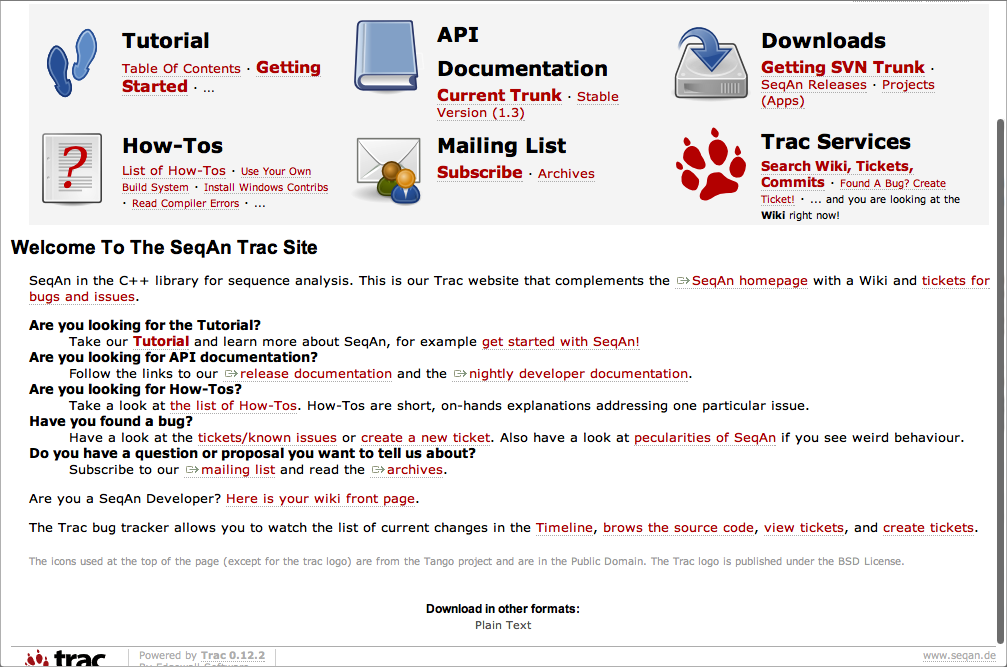 Tutorial
Table Of Contents · Getting
Started · ...
API
Documentation
Current Trunk · Stable
Version (1.3)
Downloads
Getting SVN Trunk ·
SeqAn Releases · Projects
(Apps)
How-Tos
List of How-Tos · Use Your Own
Build System · Install Windows Contribs
· Read Compiler Errors · ...
Mailing List
Subscribe · Archives
Trac Services
Search Wiki, Tickets,
Commits · Found A Bug? Create
Ticket! · ... and you are looking at the
Wiki right now!
Welcome To The SeqAn Trac Site
SeqAn in the C++ library for sequence analysis. This is our Trac website that complements the SeqAn homepage with a Wiki and tickets for
bugs and issues.
Are you looking for the Tutorial?
Take our Tutorial and learn more about SeqAn, for example get started with SeqAn!
Are you looking for API documentation?
Follow the links to our release documentation and the nightly developer documentation.
Are you looking for How-Tos?
Take a look at the list of How-Tos. How-Tos are short, on-hands explanations addressing one particular issue.
Have you found a bug?
Have a look at the tickets/known issues or create a new ticket. Also have a look at pecularities of SeqAn if you see weird behaviour.
Do you have a question or proposal you want to tell us about?
Subscribe to our mailing list and read the archives.
Are you a SeqAn Developer? Here is your wiki front page.
The Trac bug tracker allows you to watch the list of current changes in the Timeline, brows the source code, view tickets, and create tickets.
The icons used at the top of the page (except for the trac logo) are from the Tango project and are in the Public Domain. The Trac logo is published under the BSD License.
Download in other formats:
Plain Text
trac
Powered by Trac 0.12.2
By Edgewall Software
www.seqan.de